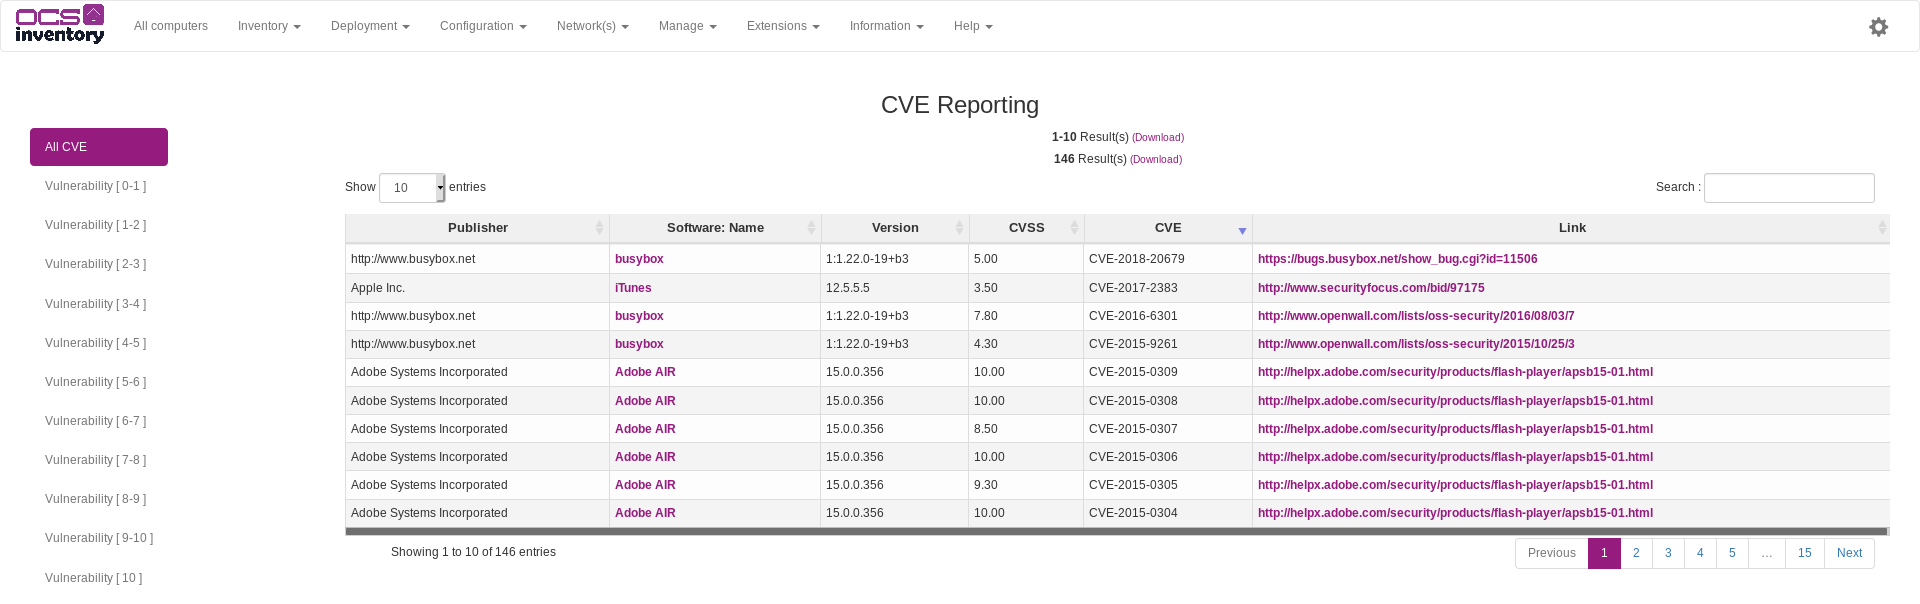 OCS inventory All computers Inventory Deployment Configuration Network(s) Manage Extensions Information Help
CVE Reporting
All CVE
Vulnerability [ 0-1 ]
Vulnerability [ 1-2 ]
Vulnerability [ 2-3 ]
Vulnerability [ 3-4 ]
Vulnerability [ 4-5 ]
Vulnerability [ 5-6 ]
Vulnerability [ 6-7 ]
Vulnerability [ 7-8 ]
Vulnerability [ 8-9 ]
Vulnerability [ 9-10 ]
Vulnerability [ 10 ]
1-10 Result(s) (Download)
146 Result(s) (Download)
Show 10 entries Search :
Publisher Software: Name Version CVSS CVE Link
http://www.busybox.net busybox 1:1.22.0-19+b3 5.00 CVE-2018-20679 https://bugs.busybox.net/show_bug.cgi?id=11506
Apple Inc. iTunes 12.5.5.5 3.50 CVE-2017-2383 http://www.securityfocus.com/bid/97175
http://www.busybox.net busybox 1:1.22.0-19+b3 7.80 CVE-2016-6301 http://www.openwall.com/lists/oss-security/2016/08/03/7
http://www.busybox.net busybox 1:1.22.0-19+b3 4.30 CVE-2015-9261 http://www.openwall.com/lists/oss-security/2015/10/25/3
Adobe Systems Incorporated Adobe AIR 15.0.0.356 10.00 CVE-2015-0309 http://helpx.adobe.com/security/products/flash-player/apsb15-01.html
Adobe Systems Incorporated Adobe AIR 15.0.0.356 10.00 CVE-2015-0308 http://helpx.adobe.com/security/products/flash-player/apsb15-01.html
Adobe Systems Incorporated Adobe AIR 15.0.0.356 8.50 CVE-2015-0307 http://helpx.adobe.com/security/products/flash-player/apsb15-01.html
Adobe Systems Incorporated Adobe AIR 15.0.0.356 10.00 CVE-2015-0306 http://helpx.adobe.com/security/products/flash-player/apsb15-01.html
Adobe Systems Incorporated Adobe AIR 15.0.0.356 9.30 CVE-2015-0305 http://helpx.adobe.com/security/products/flash-player/apsb15-01.html
Adobe Systems Incorporated Adobe AIR 15.0.0.356 10.00 CVE-2015-0304 http://helpx.adobe.com/security/products/flash-player/apsb15-01.html
Showing 1 to 10 of 146 entries Previous 1 2 3 4 5 … 15 Next